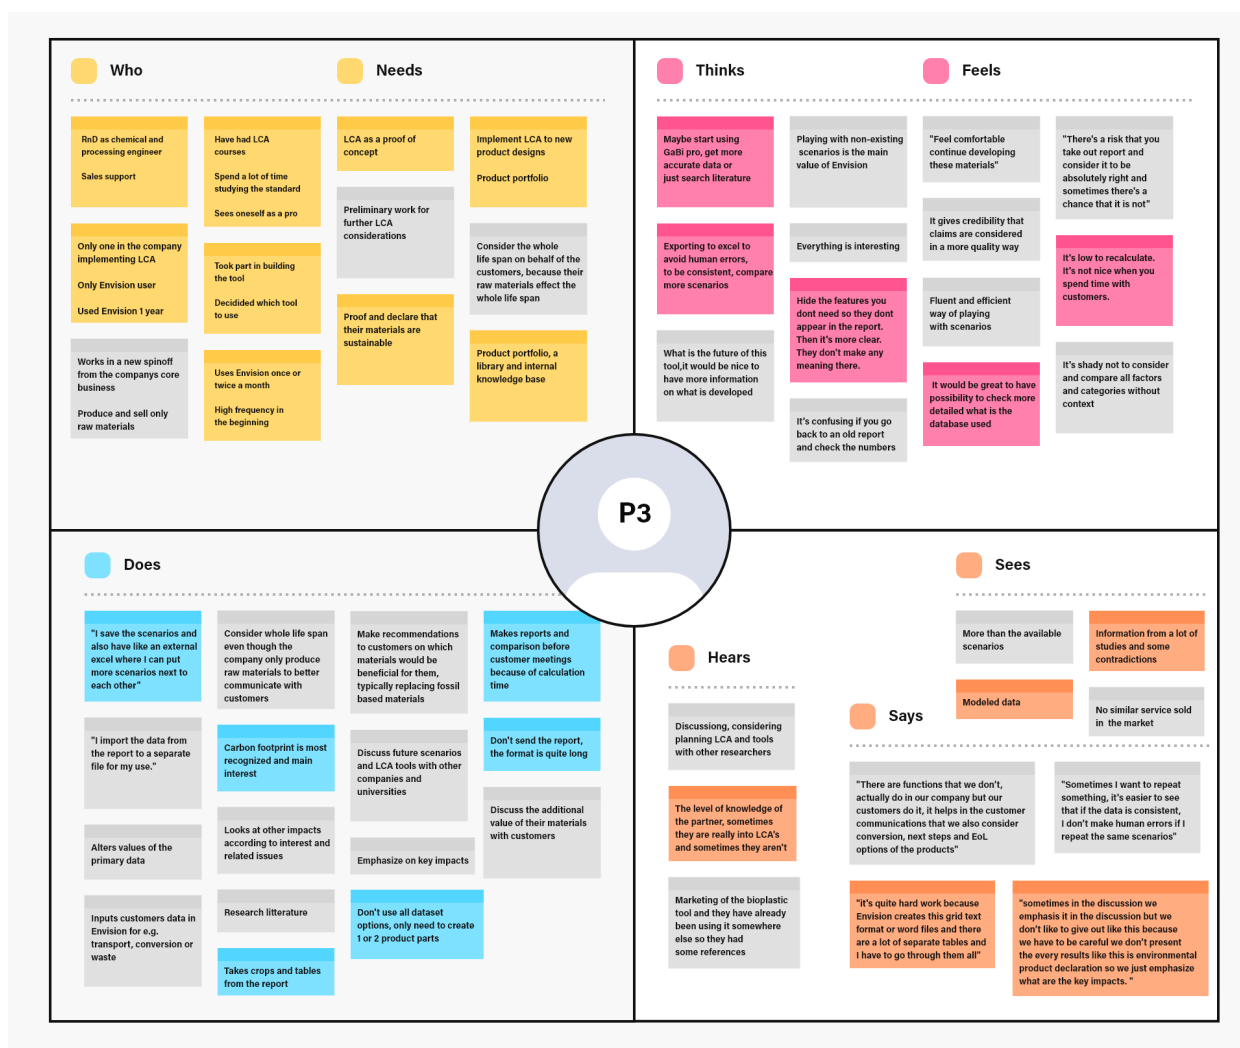 Who
RnD as chemical and
processing engineer
Sales support
Only one in the company
implementing LCA
Only Envision user
Used Envision 1 year
Works in a new spinoff
from the companys core
business
Produce and sell only
raw materials
Have had LCA
courses
Spend a lot of time
studying the standard
Sees oneself as a pro
Took part in building
the tool
Decidided which tool
to use
Uses Envision once or
twice a month
High frequency in
the beginning
Needs
LCA as a proof of
concept
Preliminary work for
further LCA
considerations
Proof and declare that
their materials are
sustainable
Implement LCA to new
product designs
Product portfolio
Consider the whole
life span on behalf of the
customers, because their
raw materials effect the
whole life span
Product portfolio, a
library and internal
knowledge base
Thinks
Maybe start using
GaBi pro, get more
accurate data or
just search literature
Exporting to excel to
avoid human errors,
to be consistent, compare
more scenarios
What is the future of this
tool,it would be nice to
have more information
on what is developed
Playing with non-existing
scenarios is the main
value of Envision
Everything is interesting
Hide the features you
dont need so they dont
appear in the report.
Then it's more clear.
They don't make any
meaning there.
It's confusing if you go
back to an old report
and check the numbers
Feels
"Feel comfortable
continue developing
these materials"
It gives credibility that
claims are considered
in a more quality way
Fluent and efficient
way of playing
with scenarios
It would be great to have
possibility to check more
detailed what is the
database used
"There's a risk that you
take out report and
consider it to be
absolutely right and
sometimes there's a
chance that it is not"
It's low to recalculate.
It's not nice when you
spend time with
customers.
It's shady not to consider
and compare all factors
and categories without
context
P3
Does
"I save the scenarios and
also have like an external
excel where I can put
more scenarios next to
each other"
"I import the data from
the report to a separate
file for my use."
Alters values of the
primary data
Inputs customers data in
Envision for e.g.
transport, conversion or
waste
Consider whole life span
even though the
company only produce
raw materials to better
communicate with
customers
Carbon footprint is most
recognized and main
interest
Looks at other impacts
according to interest and
related issues
Research litterature
Takes crops and tables
from the report
Make recommendations
to customers on which
materials would be
beneficial for them,
typically replacing fossil
based materials
Discuss future scenarios
and LCA tools with other
companies and
universities
Emphasize on key impacts
Don't use all dataset
options, only need to create
1 or 2 product parts
Makes reports and
comparison before
customer meetings
because of calculation
time
Don't send the report,
the format is quite long
Discuss the additional
value of their materials
with customers
Hears
Discussiong, considering
planning LCA and tools
with other researchers
The level of knowledge of
the partner, sometimes
they are really into LCA's
and sometimes they aren't
Marketing of the bioplastic
tool and they have already
been using it somewhere
else so they had
some references
Sees
More than the available
scenarios
Modeled data
Information from a lot of
studies and some
contradictions
No similar service sold
in the market
Says
"There are functions that we don't,
actually do in our company but our
customers do it, it helps in the customer
communications that we also consider
conversion, next steps and EoL
options of the products"
"Sometimes I want to repeat
something, it's easier to see
that if the data is consistent,
I don't make human errors if I
repeat the same scenarios"
"it's quite hard work because
Envision creates this grid text
format or word files and there
are a lot of separate tables and
I have to go through them all"
"sometimes in the discussion we
emphasis it in the discussion but we
don't like to give out like this because
we have to be careful we don't present
the every results like this is environmental
product declaration so we just emphasize
what are the key impacts. "